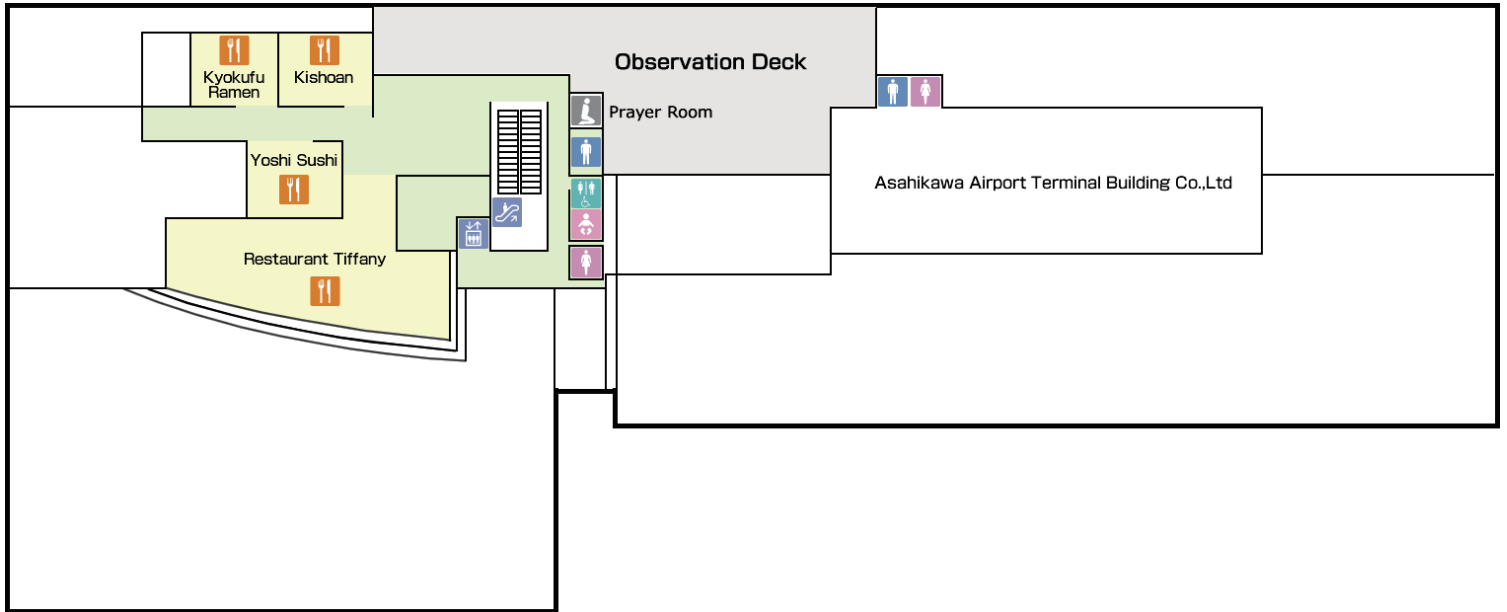 Observation Deck
Kyokufu
Ramen
Kishoan
Prayer Room
Yoshi Sushi
Asahikawa Airport Terminal Building Co.,Ltd
Restaurant Tiffany